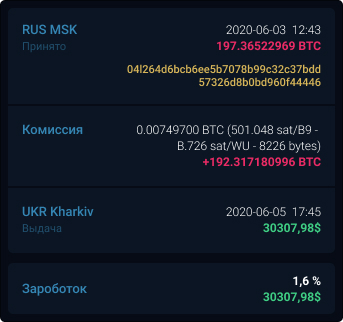 RUS MSK 2020-06-03 12:43
Принято 197.36522969 BTC
04l264d6bcb6ee5b7078b99c32c37bdd
57326d8b0bd960f44446
Комиссия 0.00749700 BTC (501.048 sat/B9 -
B.726 sat/WU - 8226 bytes)
+192.317180996 BTC
UKR Kharkiv 2020-06-05 17:45
Выдача 30307,98$
1,6 %
Зароботок 30307,98$